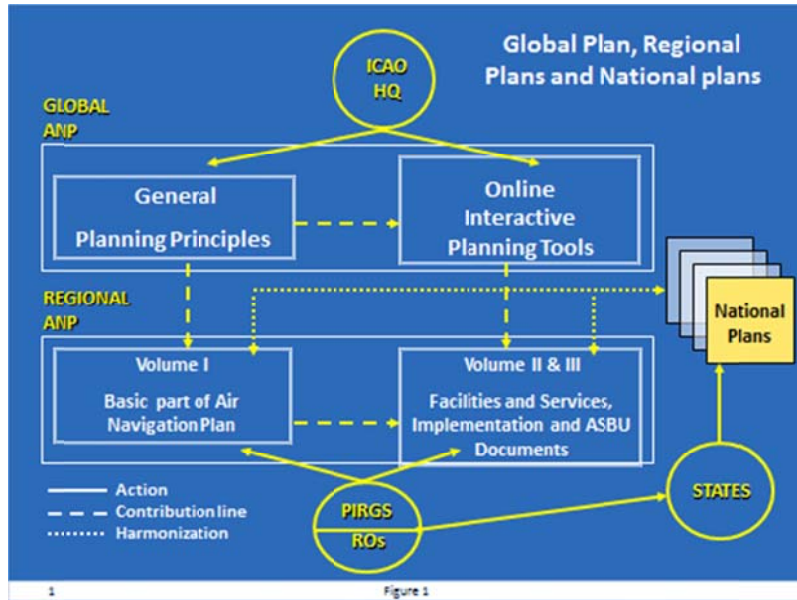 Global Plan, Regional
Plans and National plans
ICAO
HQ
GLOBAL
ANP
General
Planning Principles
Online
Interactive
Planning Tools
REGIONAL
ANP
National
Plans
Volume I
Basic part of Air
Navigation Plan
Volume II & III
Facilities and Services,
Implementation and ASBU
Documents
Action
Contribution line
Harmonization
PIRGS
ROs
STATES
1
Figure 1